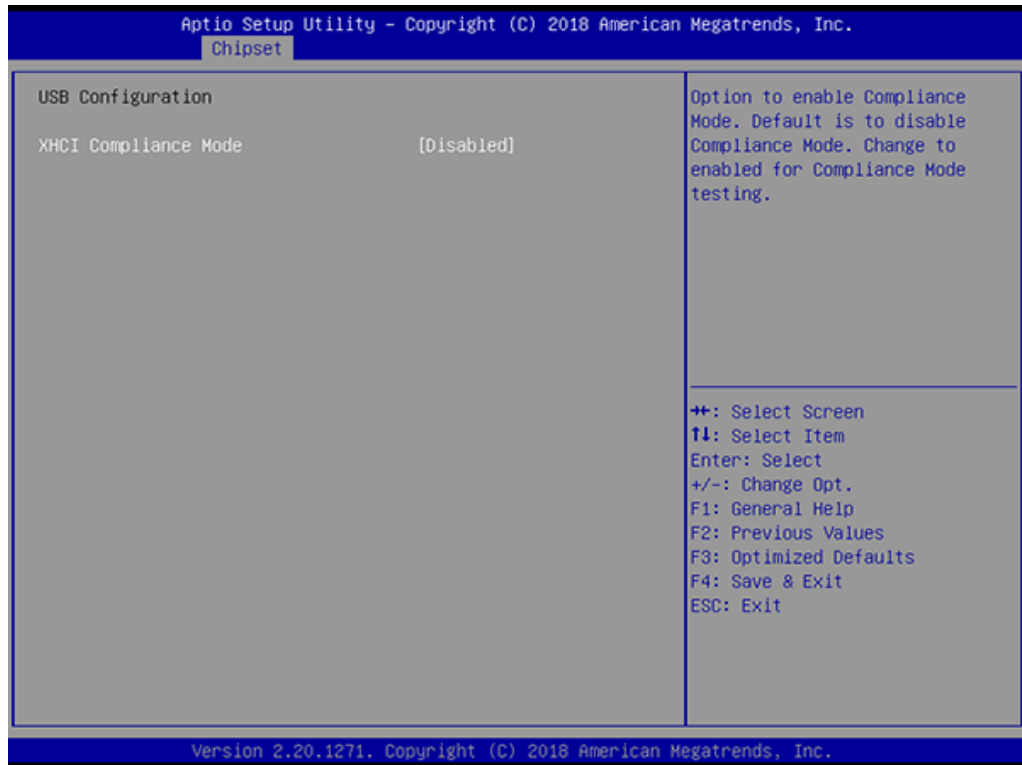 Aptio Setup Utility – Copyright (C) 2018 American Megatrends, Inc.
Chipset
USB Configuration
XHCI Compliance Mode [Disabled]
Option to enable Compliance
Mode. Default is to disable
Compliance Mode. Change to
enabled for Compliance Mode
testing.
→←: Select Screen
↑↓: Select Item
Enter: Select
+/-: Change Opt.
F1: General Help
F2: Previous Values
F3: Optimized Defaults
F4: Save & Exit
ESC: Exit
Version 2.20.1271. Copyright (C) 2018 American Megatrends, Inc.